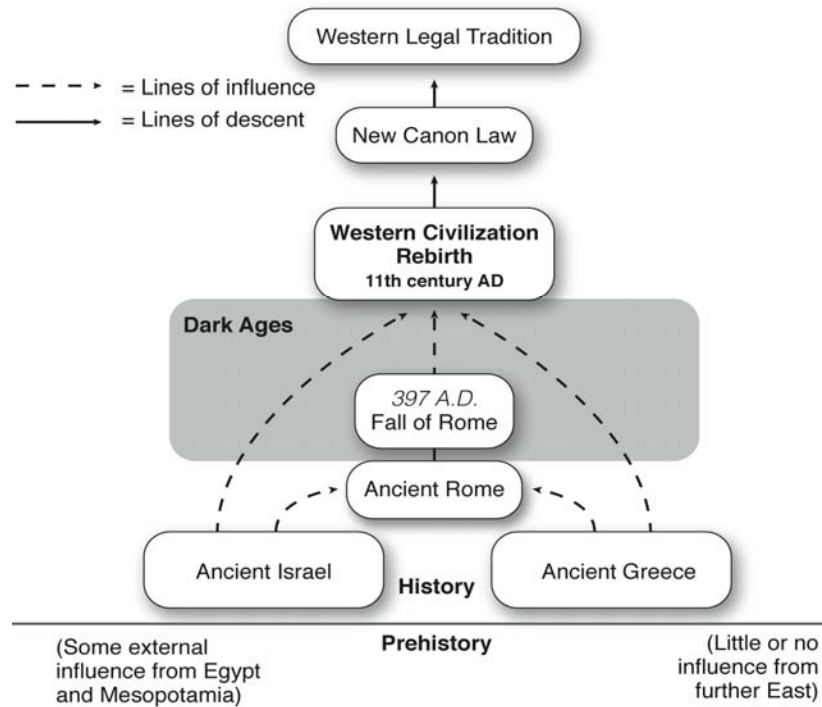 Western Legal Tradition
= Lines of influence
= Lines of descent
New Canon Law
Western Civilization
Rebirth
11th century AD
Dark Ages
397 A.D.
Fall of Rome
Ancient Rome
Ancient Israel
Ancient Greece
History
Prehistory
(Some external
influence from Egypt
and Mesopotamia)
(Little or no
influence from
further East)